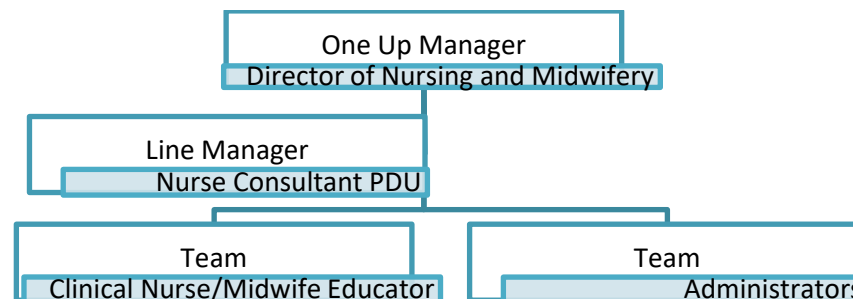 One Up Manager
Director of Nursing and Midwifery
Line Manager
Nurse Consultant PDU
Team
Clinical Nurse/Midwife Educator
Team
Administrators